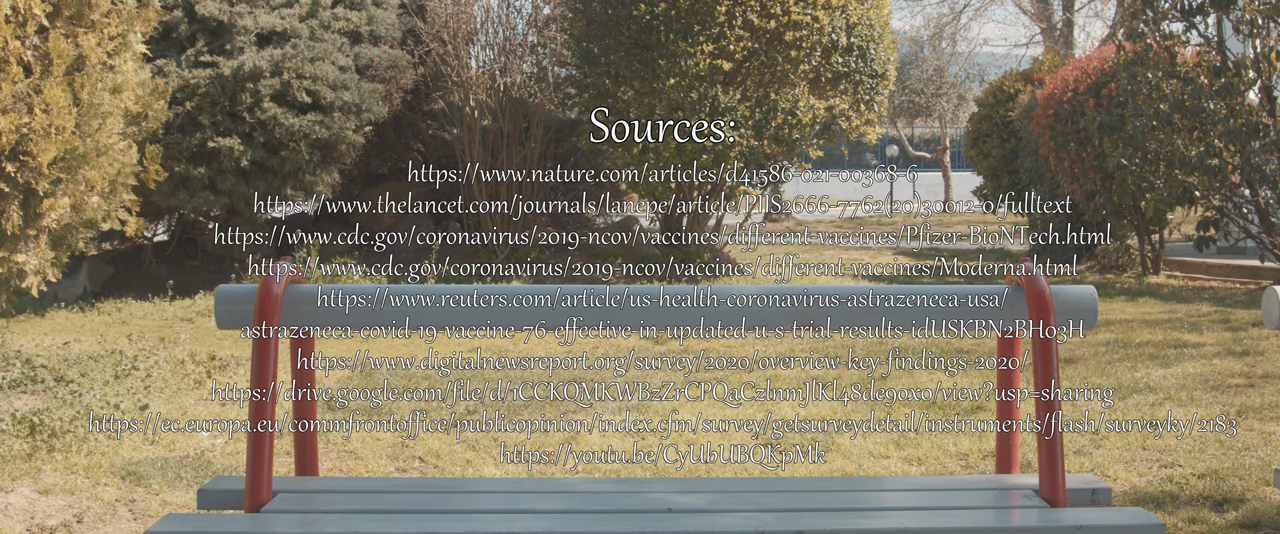 Sources:
https://www.nature.com/articles/d41586-021-00368-6
https://www.thelancet.com/journals/lanepe/article/PIIS2666-7762(20)30012-0/fulltext
https://www.cdc.gov/coronavirus/2019-ncov/vaccines/different-vaccines/Pfizer-BioNTech.html
https://www.cdc.gov/coronavirus/2019-ncov/vaccines/different-vaccines/Moderna.html
https://www.reuters.com/article/us-health-coronavirus-astrazeneca-usa/
astrazeneca-covid-19-vaccine-76-effective-in-updated-u-s-trial-results-idUSKBN2BH03H
https://www.digitalnewsreport.org/survey/2020/overview-key-findings-2020/
https://drive.google.com/file/d/1CCKQMKWBzZrCPQaCzlnmJlKl48de90x0/view?usp=sharing
https://ec.europa.eu/commfrontoffice/publicopinion/index.cfm/survey/getsurveydetail/instruments/flash/surveyky/2183
https://youtu.be/CyUbUBQKpMk